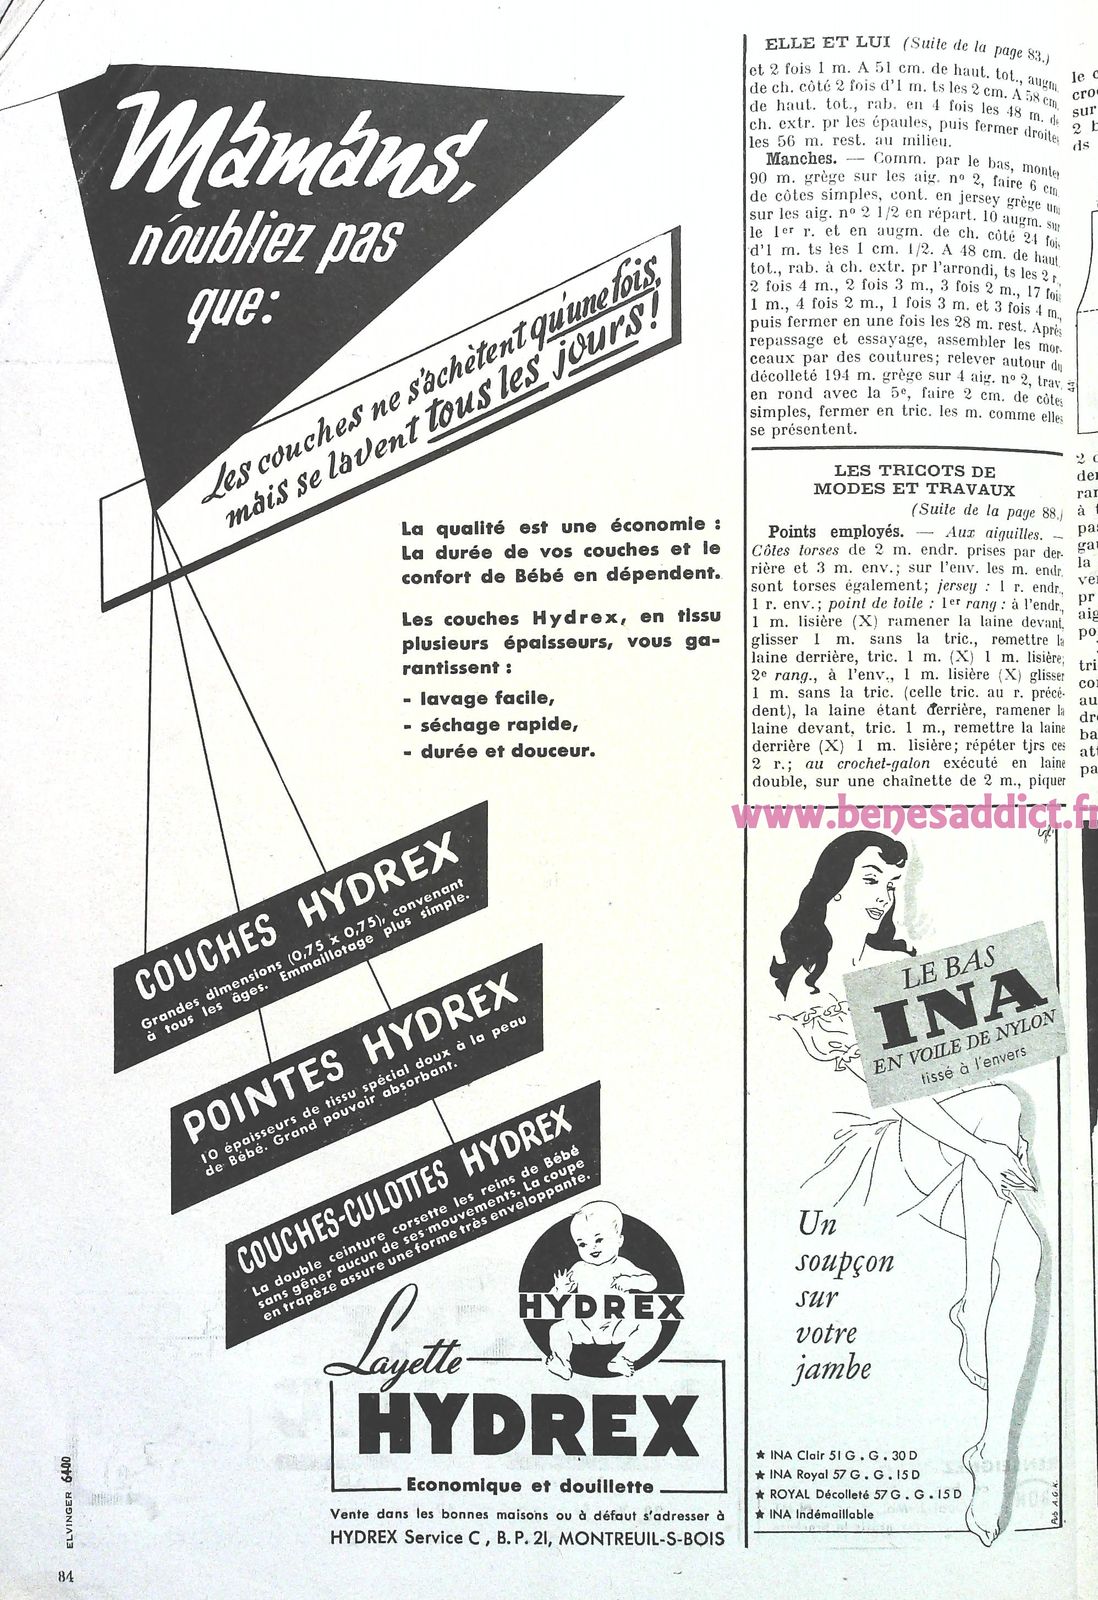 Mamans,
n'oubliez pas
que:
Les couches ne s'achètent qu'une fois,
mais se lavent tous les jours!
La qualité est une économie :
La durée de vos couches et le
confort de Bébé en dépendent.
Les couches Hydrex, en tissu
plusieurs épaisseurs, vous ga-
rantissent :
- lavage facile,
- séchage rapide,
- durée et douceur.
COUCHES HYDREX
Grandes dimensions (0,75 x 0,75), convenant
à tous les âges. Emmaillotage plus simple.
POINTES HYDREX
10 épaisseurs de tissu spécial doux à la peau
de Bébé. Grand pouvoir absorbant.
COUCHES-CULOTTES HYDREX
La double ceinture corsette les reins de Bébé
sans gêner aucun de ses mouvements. La coupe
en trapèze assure une forme très enveloppante.
HYDREX
Layette
HYDREX
Economique et douillette
Vente dans les bonnes maisons ou à défaut s'adresser à
HYDREX Service C, B.P. 21, MONTREUIL-S-BOIS
ELVINGER 6400
84
ELLE ET LUI (Suite de la page 83.)
et 2 fois 1 m. A 51 cm. de haut. tot., augm.
de ch. côté 2 fois d'1 m. ts les 2 cm. A 58 cm.
de haut. tot., rab. en 4 fois les 48 m. de
ch. extr. pr les épaules, puis fermer droites
les 56 m. rest. au milieu.
Manches. — Comm. par le bas, monter
90 m. grège sur les aig. nº 2, faire 6 cm.
de côtes simples, cont. en jersey grège uni
sur les aig. nº 2 1/2 en répart. 10 augm. sur
le 1er r. et en augm. de ch. côté 24 fois
d'1 m. ts les 1 cm. 1/2. A 48 cm. de haut.
tot., rab. à ch. extr. pr l'arrondi, ts les 2 r.,
2 fois 4 m., 2 fois 3 m., 3 fois 2 m., 17 fois
1 m., 4 fois 2 m., 1 fois 3 m. et 3 fois 4 m.,
puis fermer en une fois les 28 m. rest. Après
repassage et essayage, assembler les mor-
ceaux par des coutures; relever autour du
décolleté 194 m. grège sur 4 aig. nº 2, trav.
en rond avec la 5e, faire 2 cm. de côtes
simples, fermer en tric. les m. comme elles
se présentent.
LES TRICOTS DE
MODES ET TRAVAUX
(Suite de la page 88.)
Points employés. — Aux aiguilles. —
Côtes torses de 2 m. endr. prises par der-
rière et 3 m. env.; sur l'env. les m. endr.
sont torses également; jersey : 1 r. endr.,
1 r. env.; point de toile : 1er rang : à l'endr.,
1 m. lisière (X) ramener la laine devant,
glisser 1 m. sans la tric., remettre la
laine derrière, tric. 1 m. (X) 1 m. lisière;
2e rang., à l'env., 1 m. lisière (X) glisser
1 m. sans la tric. (celle tric. au r. précé-
dent), la laine étant derrière, ramener la
laine devant, tric. 1 m., remettre la laine
derrière (X) 1 m. lisière; répéter tjrs ces
2 r.; au crochet-galon exécuté en laine
double, sur une chaînette de 2 m., piquer
www.benesaddict.fr
LE BAS
INA
EN VOILE DE NYLON
tissé à l'envers
Un
soupçon
sur
votre
jambe
★ INA Clair 51 G. G. 30 D
★ INA Royal 57 G. G. 15 D
★ ROYAL Décolleté 57 G. G. 15 D
★ INA Indémaillable
Pub A.G.K.